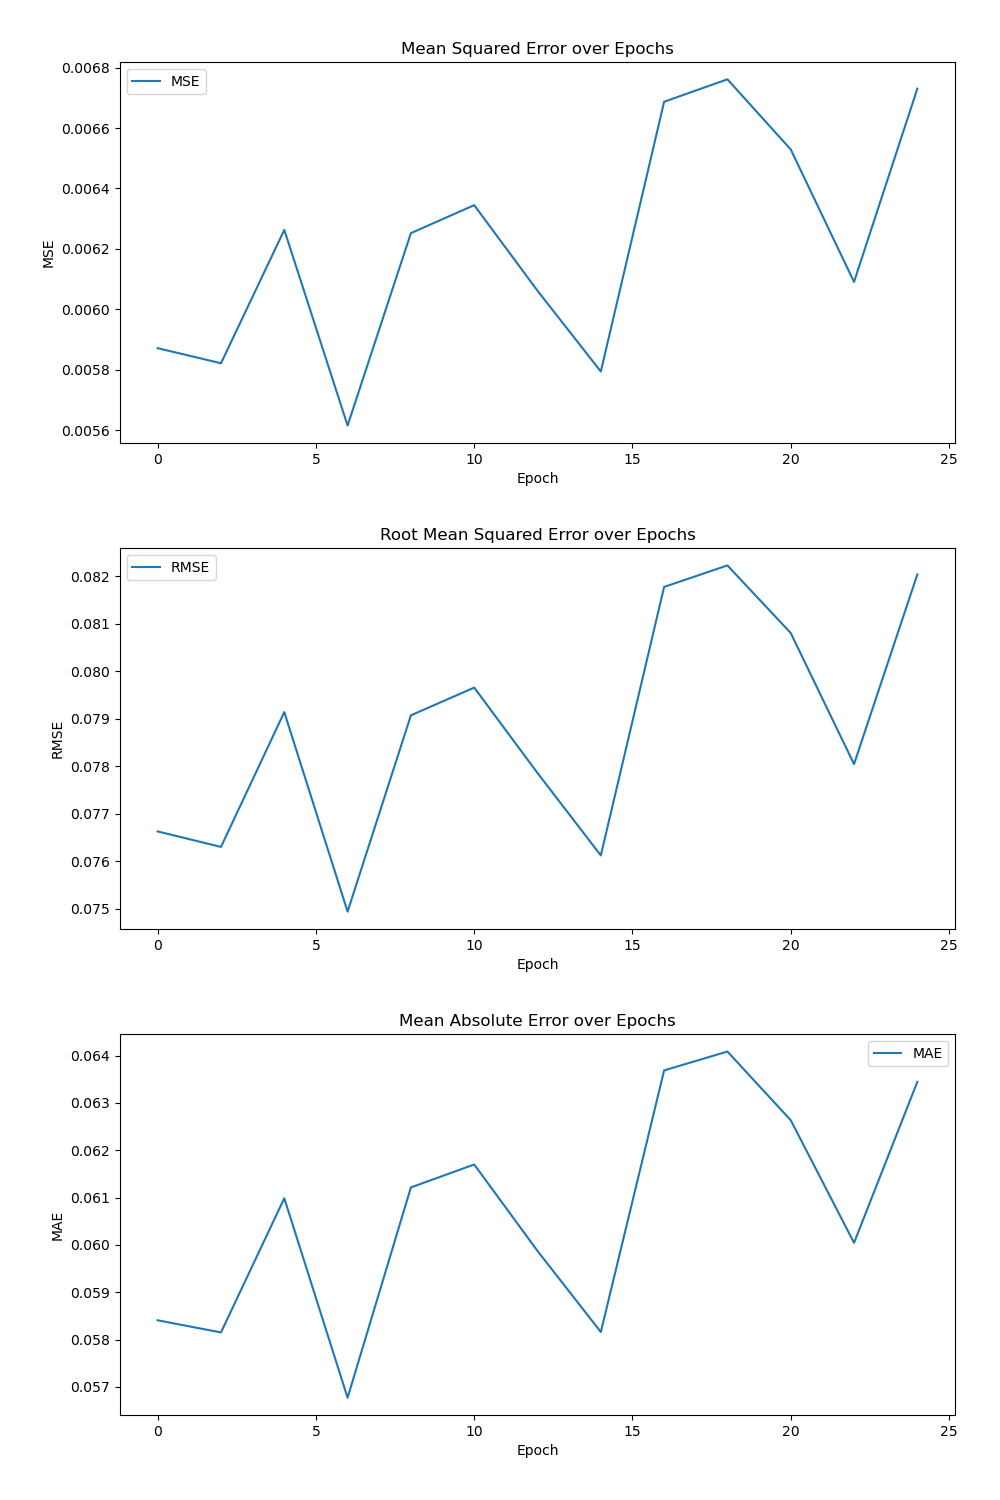 Mean Squared Error over Epochs
MSE
0.0068
0.0066
0.0064
0.0062
0.0060
0.0058
0.0056
MSE
0 5 10 15 20 25
Epoch
Root Mean Squared Error over Epochs
RMSE
0.082
0.081
0.080
0.079
0.078
0.077
0.076
0.075
RMSE
0 5 10 15 20 25
Epoch
Mean Absolute Error over Epochs
MAE
0.064
0.063
0.062
0.061
0.060
0.059
0.058
0.057
MAE
0 5 10 15 20 25
Epoch